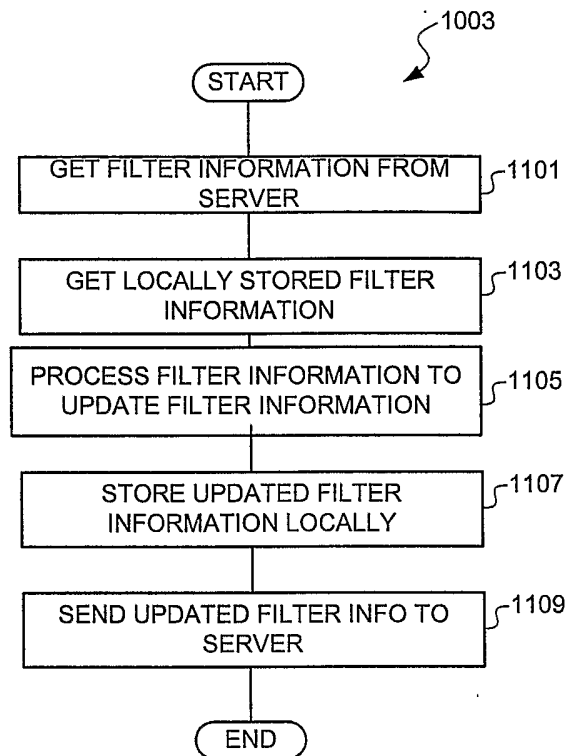 1003
START
GET FILTER INFORMATION FROM
SERVER
1101
GET LOCALLY STORED FILTER
INFORMATION
1103
PROCESS FILTER INFORMATION TO
UPDATE FILTER INFORMATION
1105
STORE UPDATED FILTER
INFORMATION LOCALLY
1107
SEND UPDATED FILTER INFO TO
SERVER
1109
END